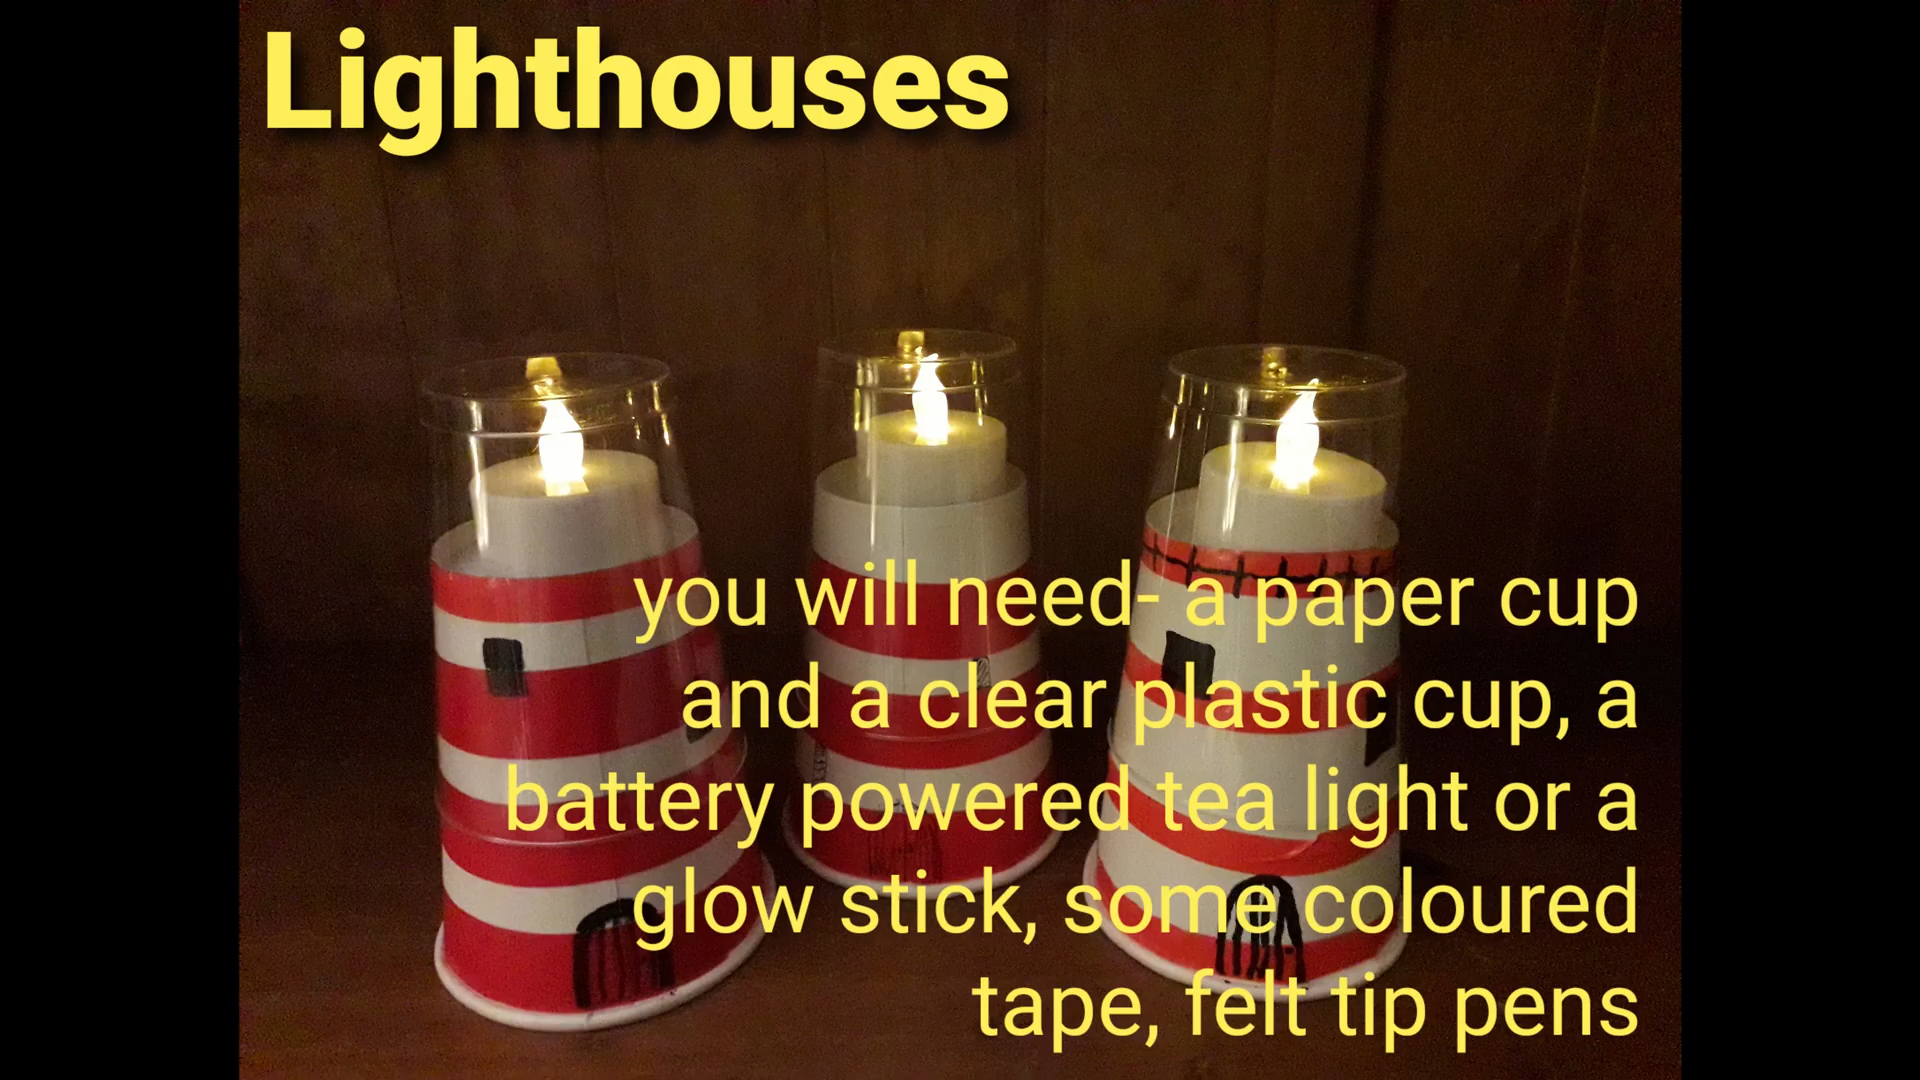 Lighthouses
you will need- a paper cup
and a clear plastic cup, a
battery powered tea light or a
glow stick, some coloured
tape, felt tip pens